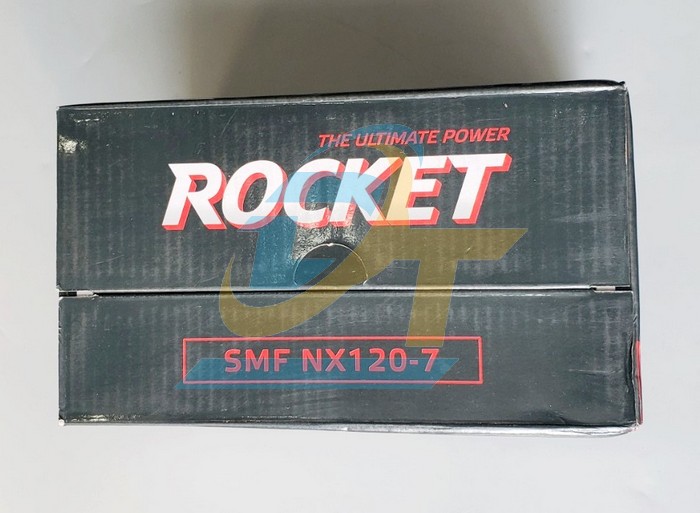 THE ULTIMATE POWER
ROCKET
SMF NX120-7